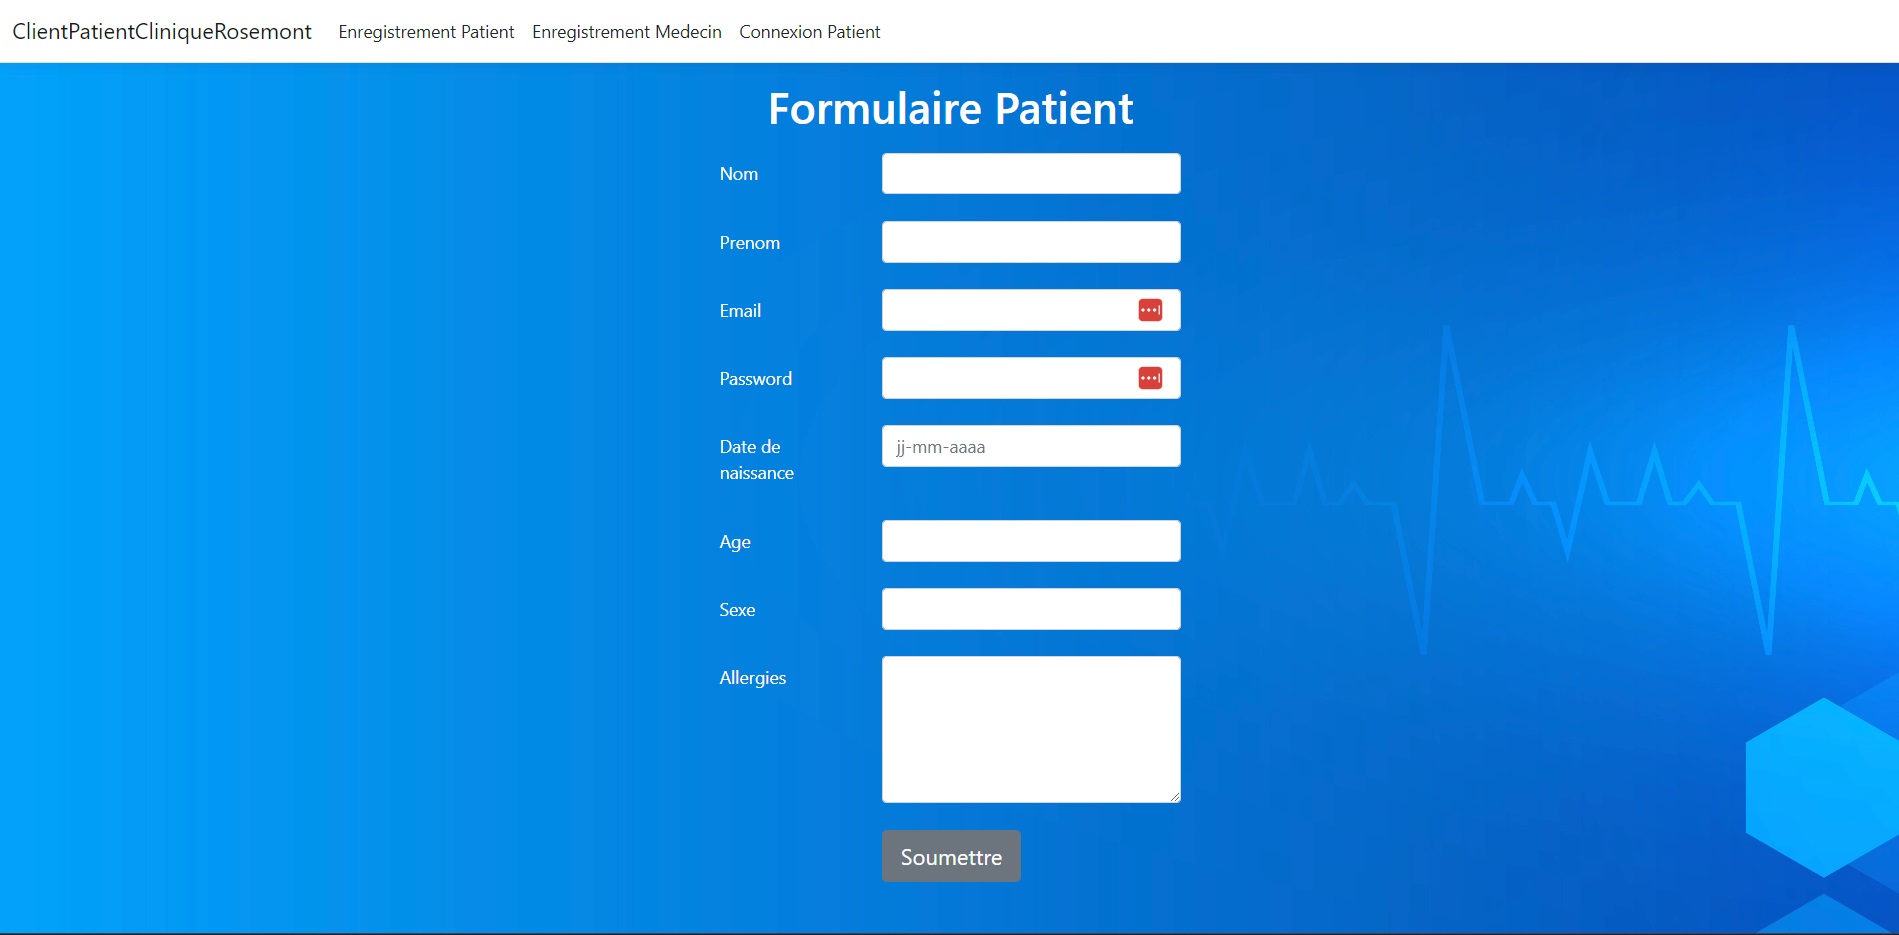 ClientPatientCliniqueRosemont Enregistrement Patient Enregistrement Medecin Connexion Patient
Formulaire Patient
Nom
Prenom
Email
Password
Date de
naissance
jj-mm-aaaa
Age
Sexe
Allergies
Soumettre